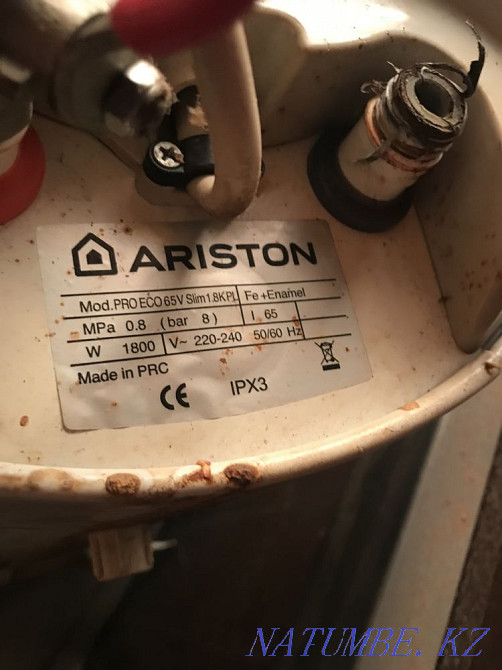 ARISTON
Mod.PRO ECO 65V Slim 1.8K PL Fe+Enamel
MPa 0.8 (bar 8) l 65
W 1800 V~ 220-240 50/60 Hz
Made in PRC
CE IPX3
NATUMBE.KZ